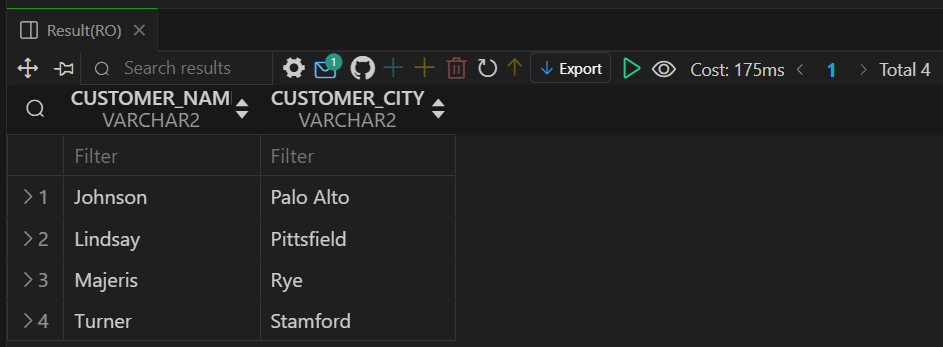 Result(RO)
Search results 1 Export Cost: 175ms 1 Total 4
CUSTOMER_NAM CUSTOMER_CITY
VARCHAR2 VARCHAR2
Filter Filter
1 Johnson Palo Alto
2 Lindsay Pittsfield
3 Majeris Rye
4 Turner Stamford